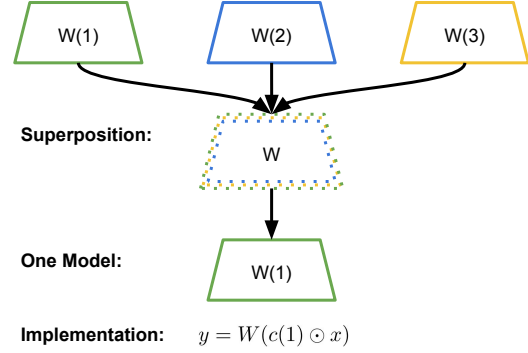 W(1) W(2) W(3)
Superposition: W
One Model: W(1)
Implementation: y = W(c(1) ⊙ x)